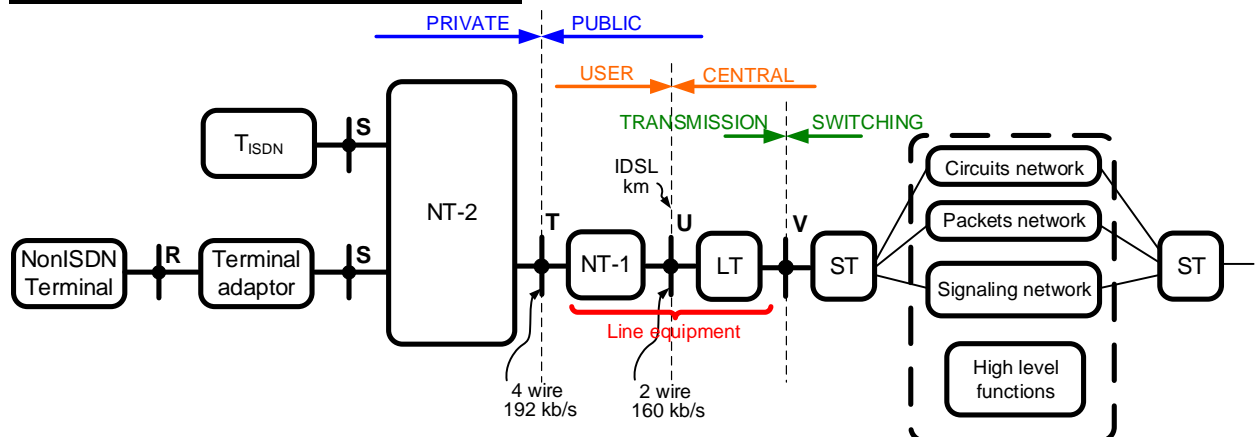 PRIVATE PUBLIC
USER CENTRAL
TRANSMISSION SWITCHING
IDSL
km
T_ISDN
S
NT-2
T
U
V
NonISDN
Terminal
R
Terminal
adaptor
S
NT-1
LT
ST
Circuits network
Packets network
Signaling network
High level
functions
ST
Line equipment
4 wire
192 kb/s
2 wire
160 kb/s